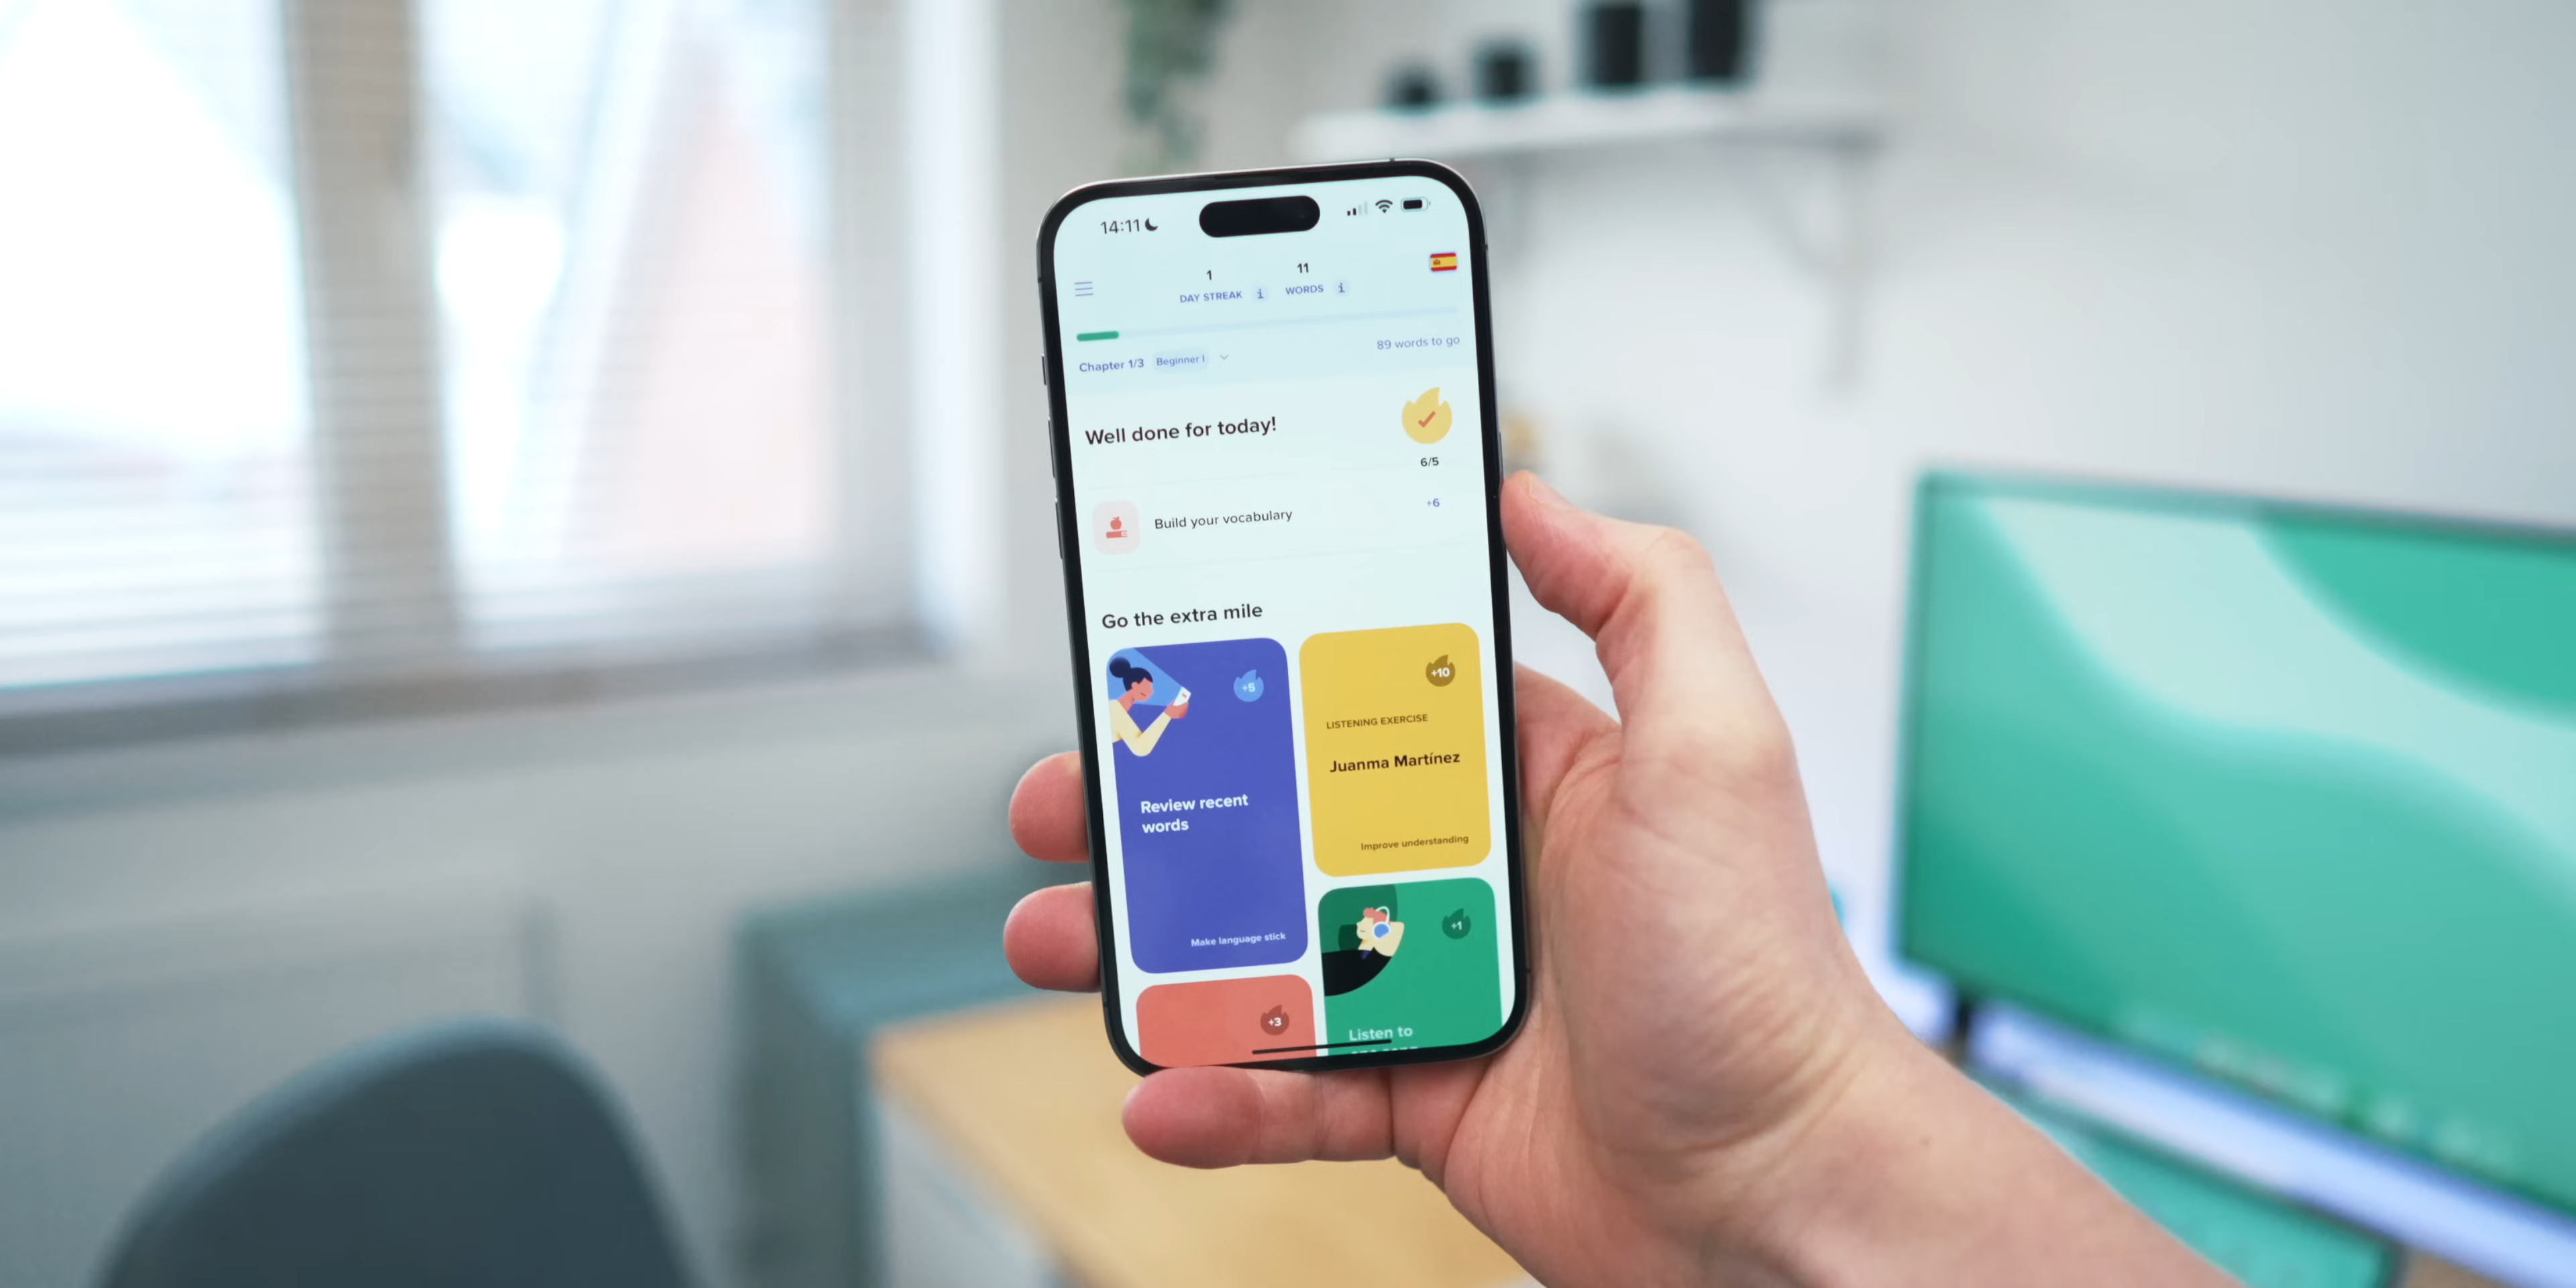 14:11
1
DAY STREAK i
11
WORDS i
Chapter 1/3 Beginner I
89 words to go
Well done for today!
6/5
Build your vocabulary
+6
Go the extra mile
+5
Review recent
words
Make language stick
+10
LISTENING EXERCISE
Juanma Martínez
Improve understanding
+3
+1
Listen to